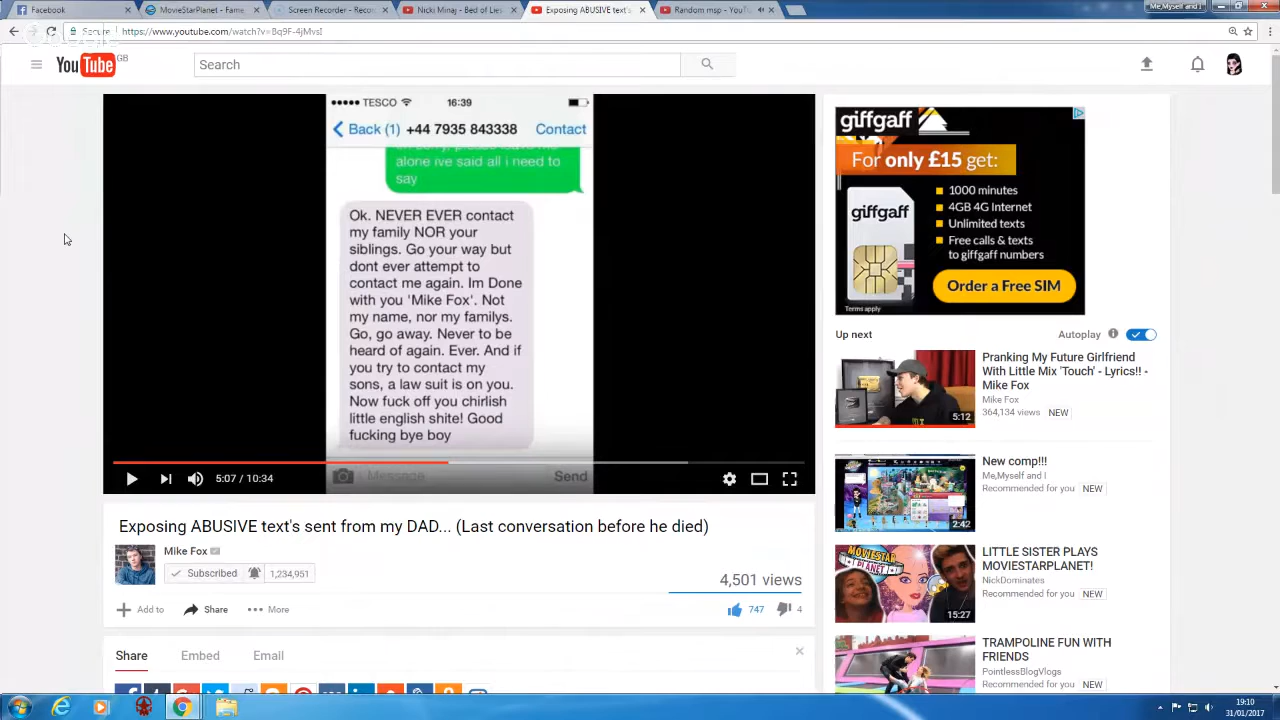 Facebook
MovieStarPlanet - Fame,
Screen Recorder - Reco
Nicki Minaj - Bed of Lies
Exposing ABUSIVE text's
Random msp - YouTub
Me,Myself and I
Secure
https://www.youtube.com/watch?v=Bq9F-4jMvsI
YouTube GB
Search
TESCO
16:39
Back (1) +44 7935 843338 Contact
alone ive said all i need to
say
Ok. NEVER EVER contact
my family NOR your
siblings. Go your way but
dont ever attempt to
contact me again. Im Done
with you 'Mike Fox'. Not
my name, nor my familys.
Go, go away. Never to be
heard of again. Ever. And if
you try to contact my
sons, a law suit is on you.
Now fuck off you chirlish
little english shite! Good
fucking bye boy
Message
Send
5:07 / 10:34
Exposing ABUSIVE text's sent from my DAD... (Last conversation before he died)
Mike Fox
Subscribed
1,234,951
4,501 views
Add to
Share
More
747
4
Share
Embed
Email
giffgaff
For only £15 get:
giffgaff
1000 minutes
4GB 4G Internet
Unlimited texts
Free calls & texts
to giffgaff numbers
Order a Free SIM
Terms apply
Up next
Autoplay
Pranking My Future Girlfriend
With Little Mix 'Touch' - Lyrics!! -
Mike Fox
Mike Fox
364,134 views NEW
5:12
New comp!!!
Me,Myself and I
Recommended for you NEW
2:42
LITTLE SISTER PLAYS
MOVIESTARPLANET!
NickDominates
Recommended for you NEW
MOVIESTAR
PLANET
15:27
TRAMPOLINE FUN WITH
FRIENDS
PointlessBlogVlogs
Recommended for you NEW
19:10
31/01/2017